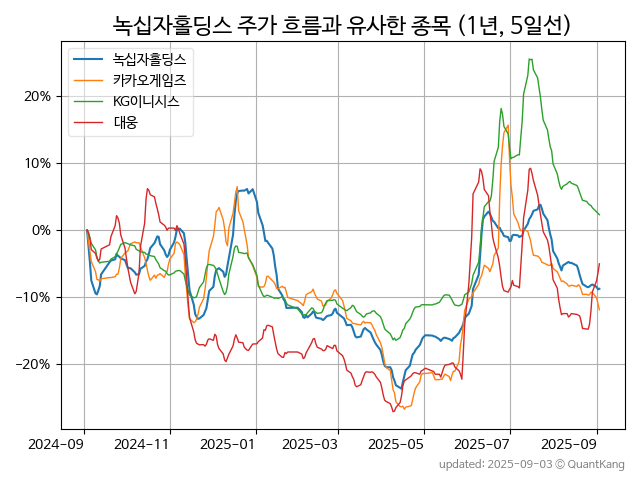 녹십자홀딩스 주가 흐름과 유사한 종목 (1년, 5일선)
녹십자홀딩스
카카오게임즈
KG이니시스
대웅
20%
10%
0%
−10%
−20%
2024-09
2024-11
2025-01
2025-03
2025-05
2025-07
2025-09
updated: 2025-09-03 ⓒ QuantKang